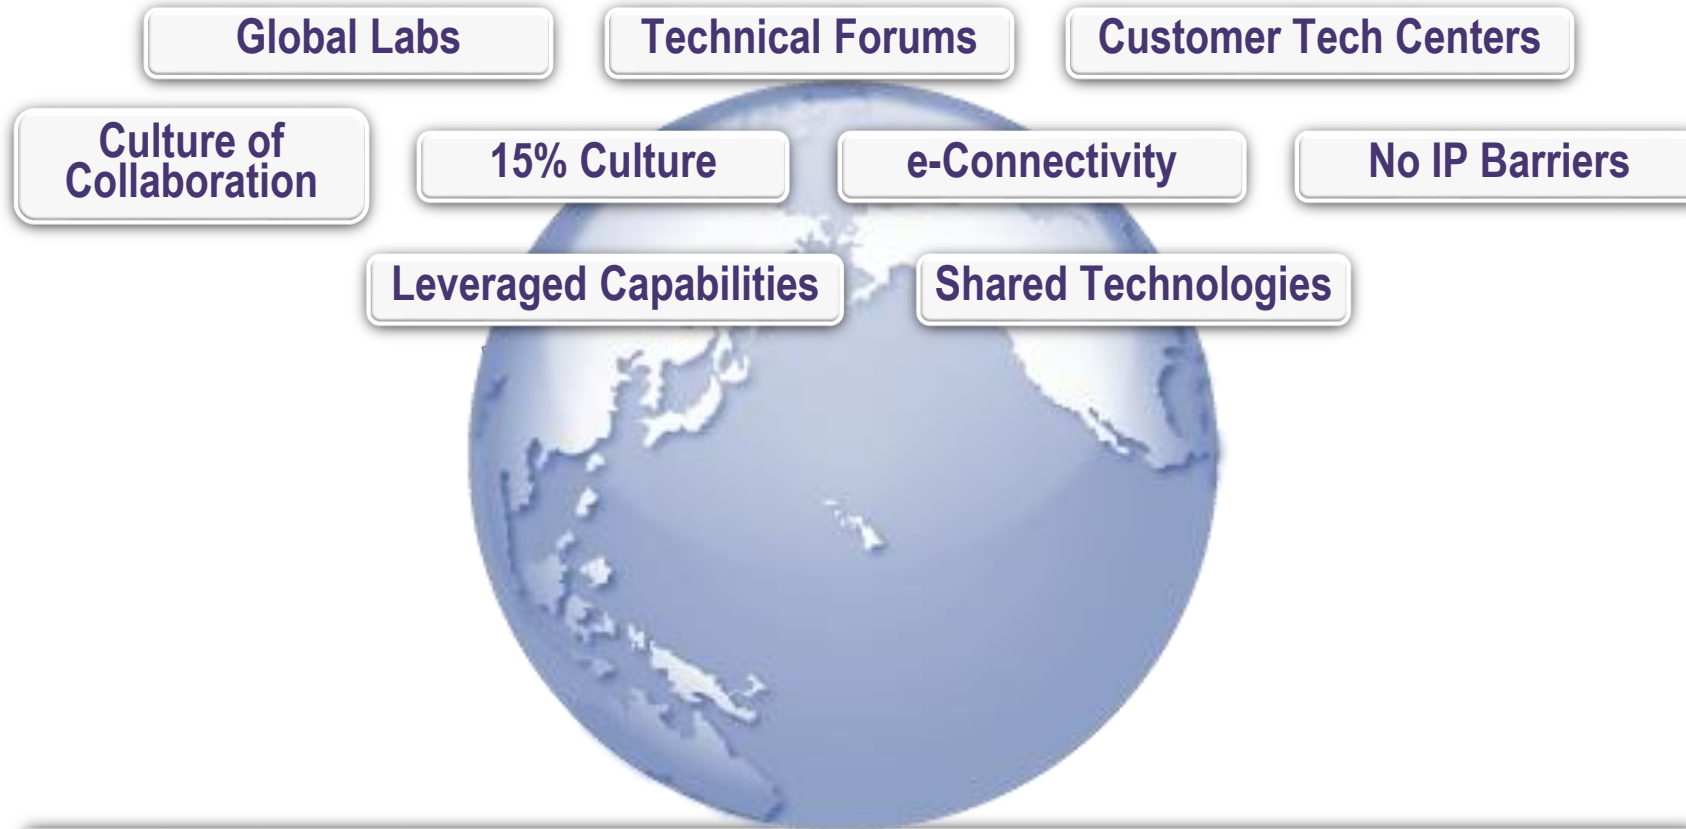 Global Labs
Technical Forums
Customer Tech Centers
Culture of
Collaboration
15% Culture
e-Connectivity
No IP Barriers
Leveraged Capabilities
Shared Technologies